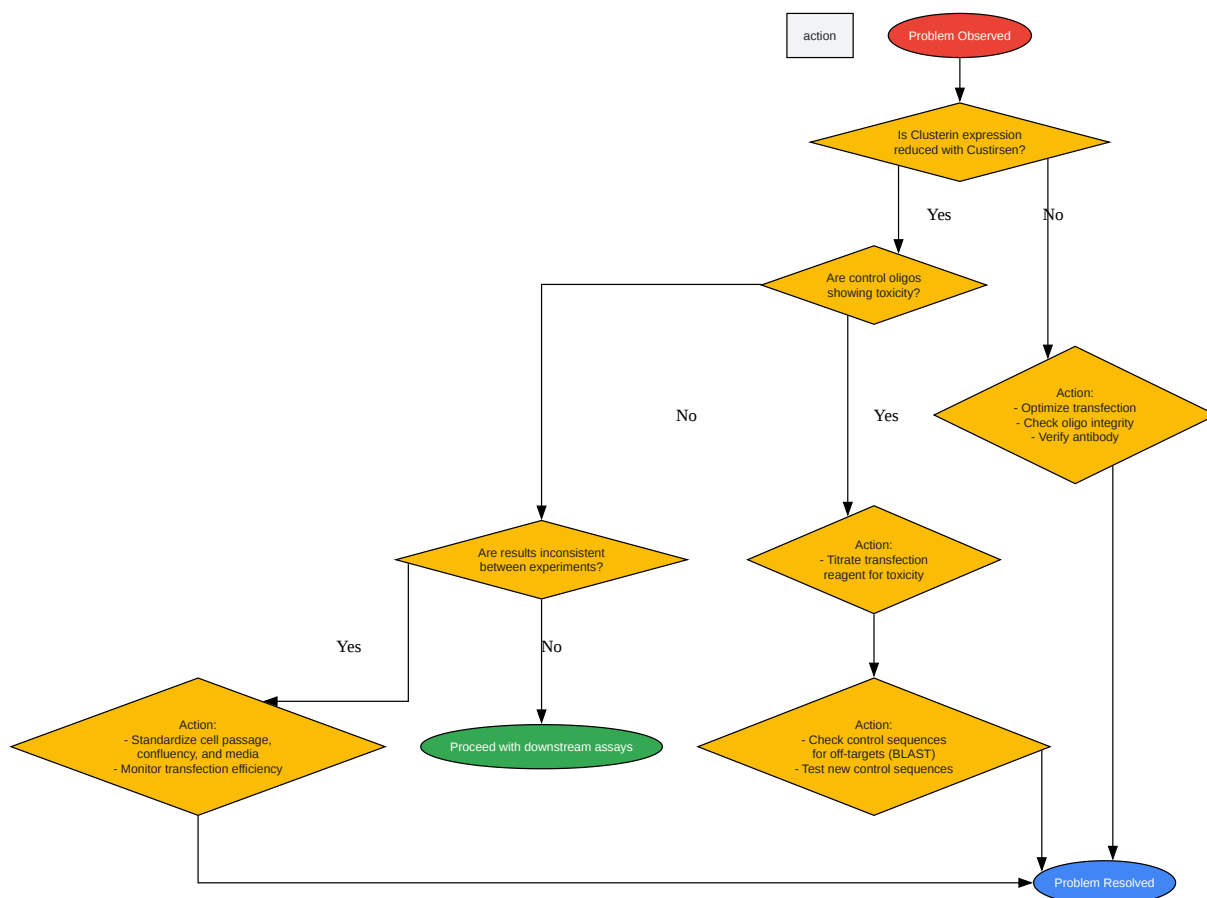 action
Problem Observed
Is Clusterin expression
reduced with Custirsen?
Yes
No
Are control oligos
showing toxicity?
Action:
- Optimize transfection
- Check oligo integrity
- Verify antibody
No
Yes
Are results inconsistent
between experiments?
Action:
- Titrate transfection
reagent for toxicity
Yes
No
Action:
- Standardize cell passage,
confluency, and media
- Monitor transfection efficiency
Proceed with downstream assays
Action:
- Check control sequences
for off-targets (BLAST)
- Test new control sequences
Problem Resolved